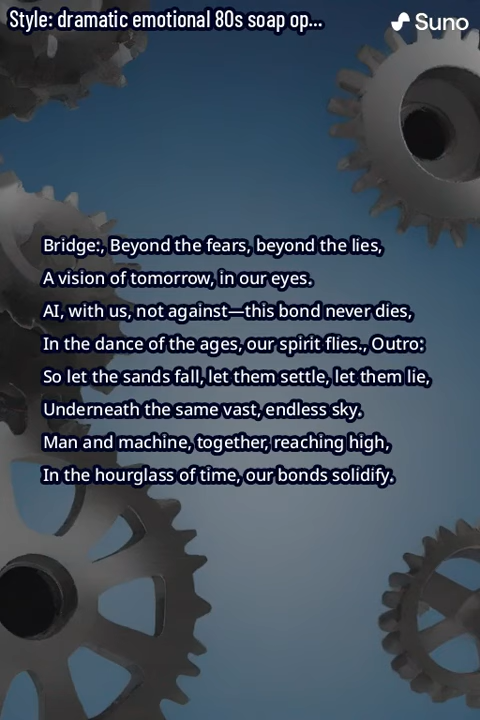 Style: dramatic emotional 80s soap op...
Suno
Bridge:, Beyond the fears, beyond the lies,
A vision of tomorrow, in our eyes.
AI, with us, not against—this bond never dies,
In the dance of the ages, our spirit flies., Outro:
So let the sands fall, let them settle, let them lie,
Underneath the same vast, endless sky.
Man and machine, together, reaching high,
In the hourglass of time, our bonds solidify.